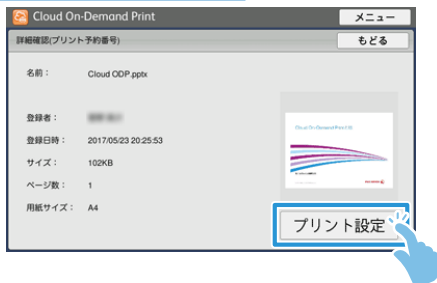 Cloud On-Demand Print
メニュー
詳細確認(プリント予約番号)
もどる
名前： Cloud ODP.pptx
登録者：
登録日時： 2017/05/23 20:25:53
サイズ： 102KB
ページ数： 1
用紙サイズ： A4
Cloud On-Demand Print
プリント設定